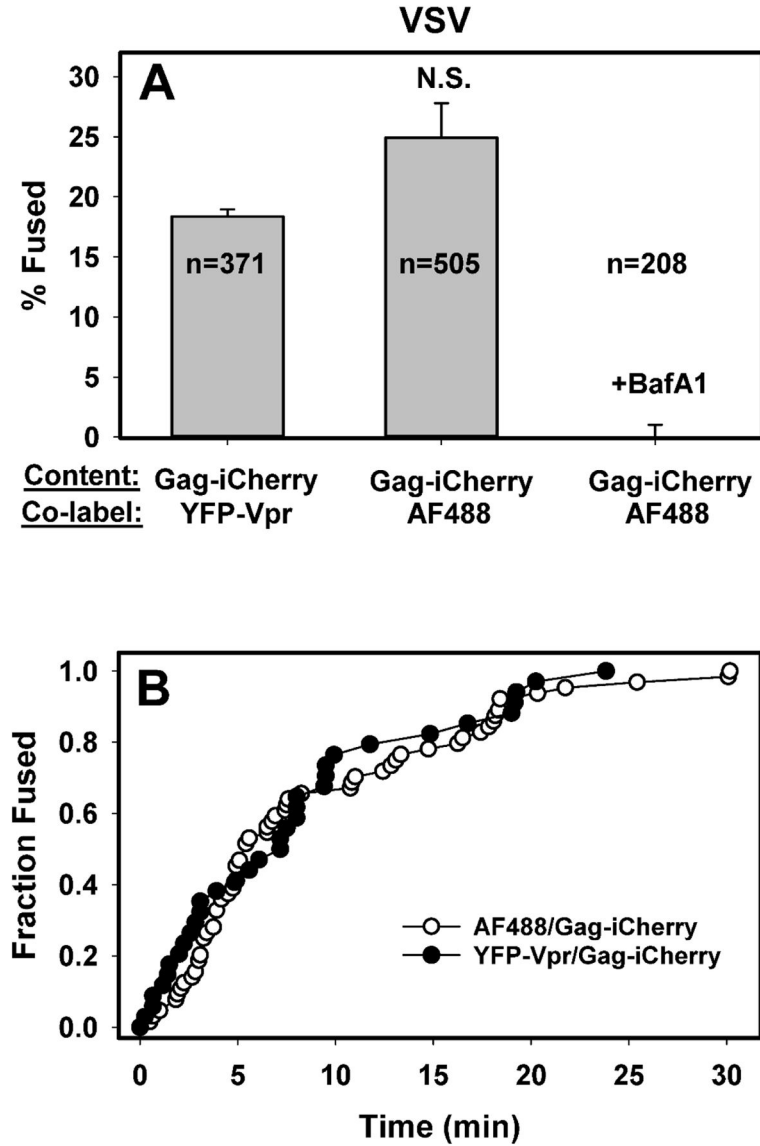 VSV
A
N.S.
30
25
20
15
10
5
0
% Fused
n=371
n=505
n=208
+BafA1
Content: Gag-iCherry Gag-iCherry Gag-iCherry
Co-label: YFP-Vpr AF488 AF488
B
1.0
0.8
0.6
0.4
0.2
0.0
Fraction Fused
AF488/Gag-iCherry
YFP-Vpr/Gag-iCherry
0 5 10 15 20 25 30
Time (min)